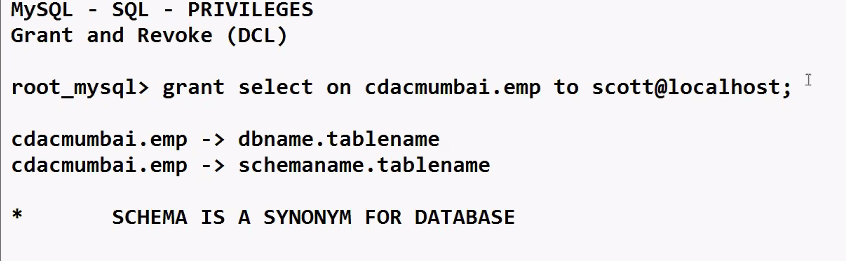 MySQL - SQL - PRIVILEGES
Grant and Revoke (DCL)
root_mysql> grant select on cdacmumbai.emp to scott@localhost;
cdacmumbai.emp -> dbname.tablename
cdacmumbai.emp -> schemaname.tablename
* SCHEMA IS A SYNONYM FOR DATABASE